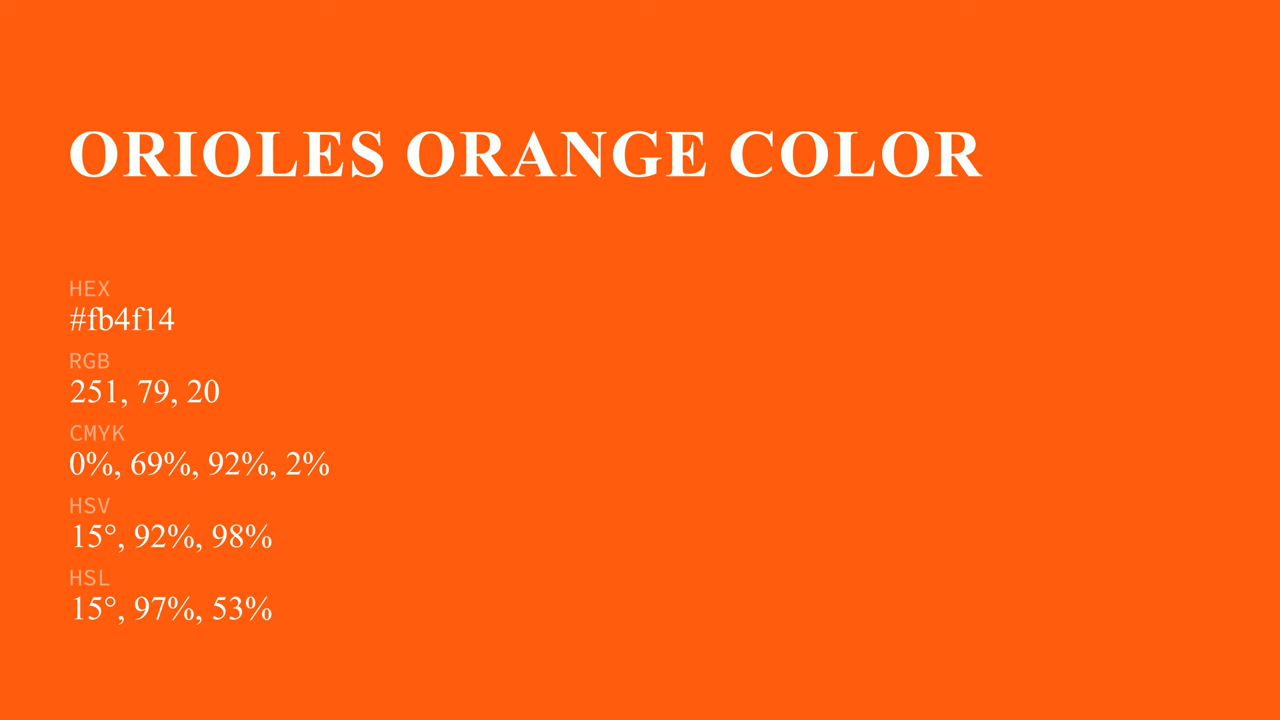 ORIOLES ORANGE COLOR
HEX
#fb4f14
RGB
251, 79, 20
CMYK
0%, 69%, 92%, 2%
HSV
15°, 92%, 98%
HSL
15°, 97%, 53%